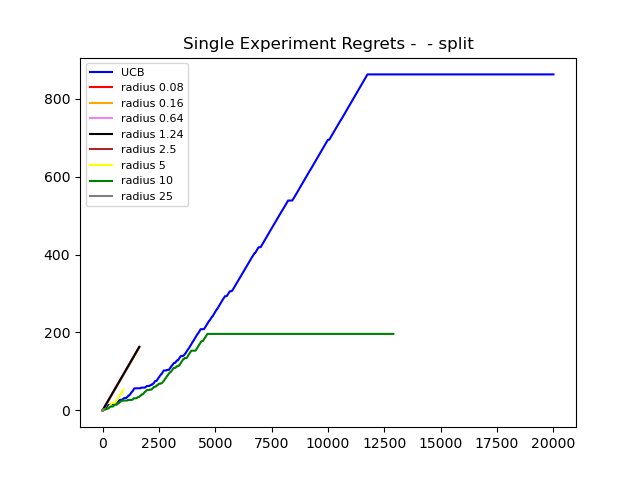 Single Experiment Regrets -  - split
UCB
radius 0.08
radius 0.16
radius 0.64
radius 1.24
radius 2.5
radius 5
radius 10
radius 25
800
600
400
200
0
0 2500 5000 7500 10000 12500 15000 17500 20000